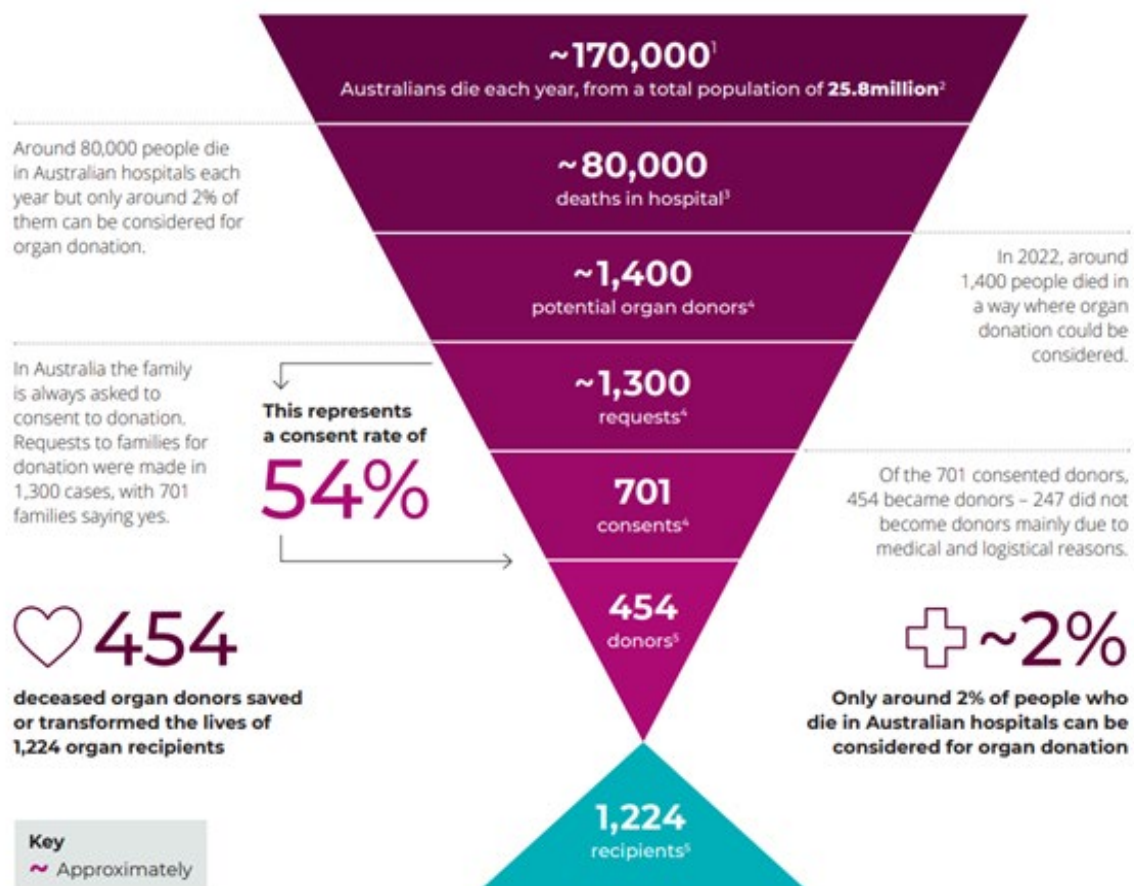 ~170,000¹
Australians die each year, from a total population of 25.8million²
Around 80,000 people die
in Australian hospitals each
year but only around 2% of
them can be considered for
organ donation.
~80,000
deaths in hospital³
~1,400
potential organ donors⁴
In 2022, around
1,400 people died in
a way where organ
donation could be
considered.
In Australia the family
is always asked to
consent to donation.
Requests to families for
donation were made in
1,300 cases, with 701
families saying yes.
This represents
a consent rate of
54%
~1,300
requests⁴
701
consents⁴
Of the 701 consented donors,
454 became donors – 247 did not
become donors mainly due to
medical and logistical reasons.
454
donors⁵
454
deceased organ donors saved
or transformed the lives of
1,224 organ recipients
~2%
Only around 2% of people who
die in Australian hospitals can be
considered for organ donation
1,224
recipients⁵
Key
~ Approximately